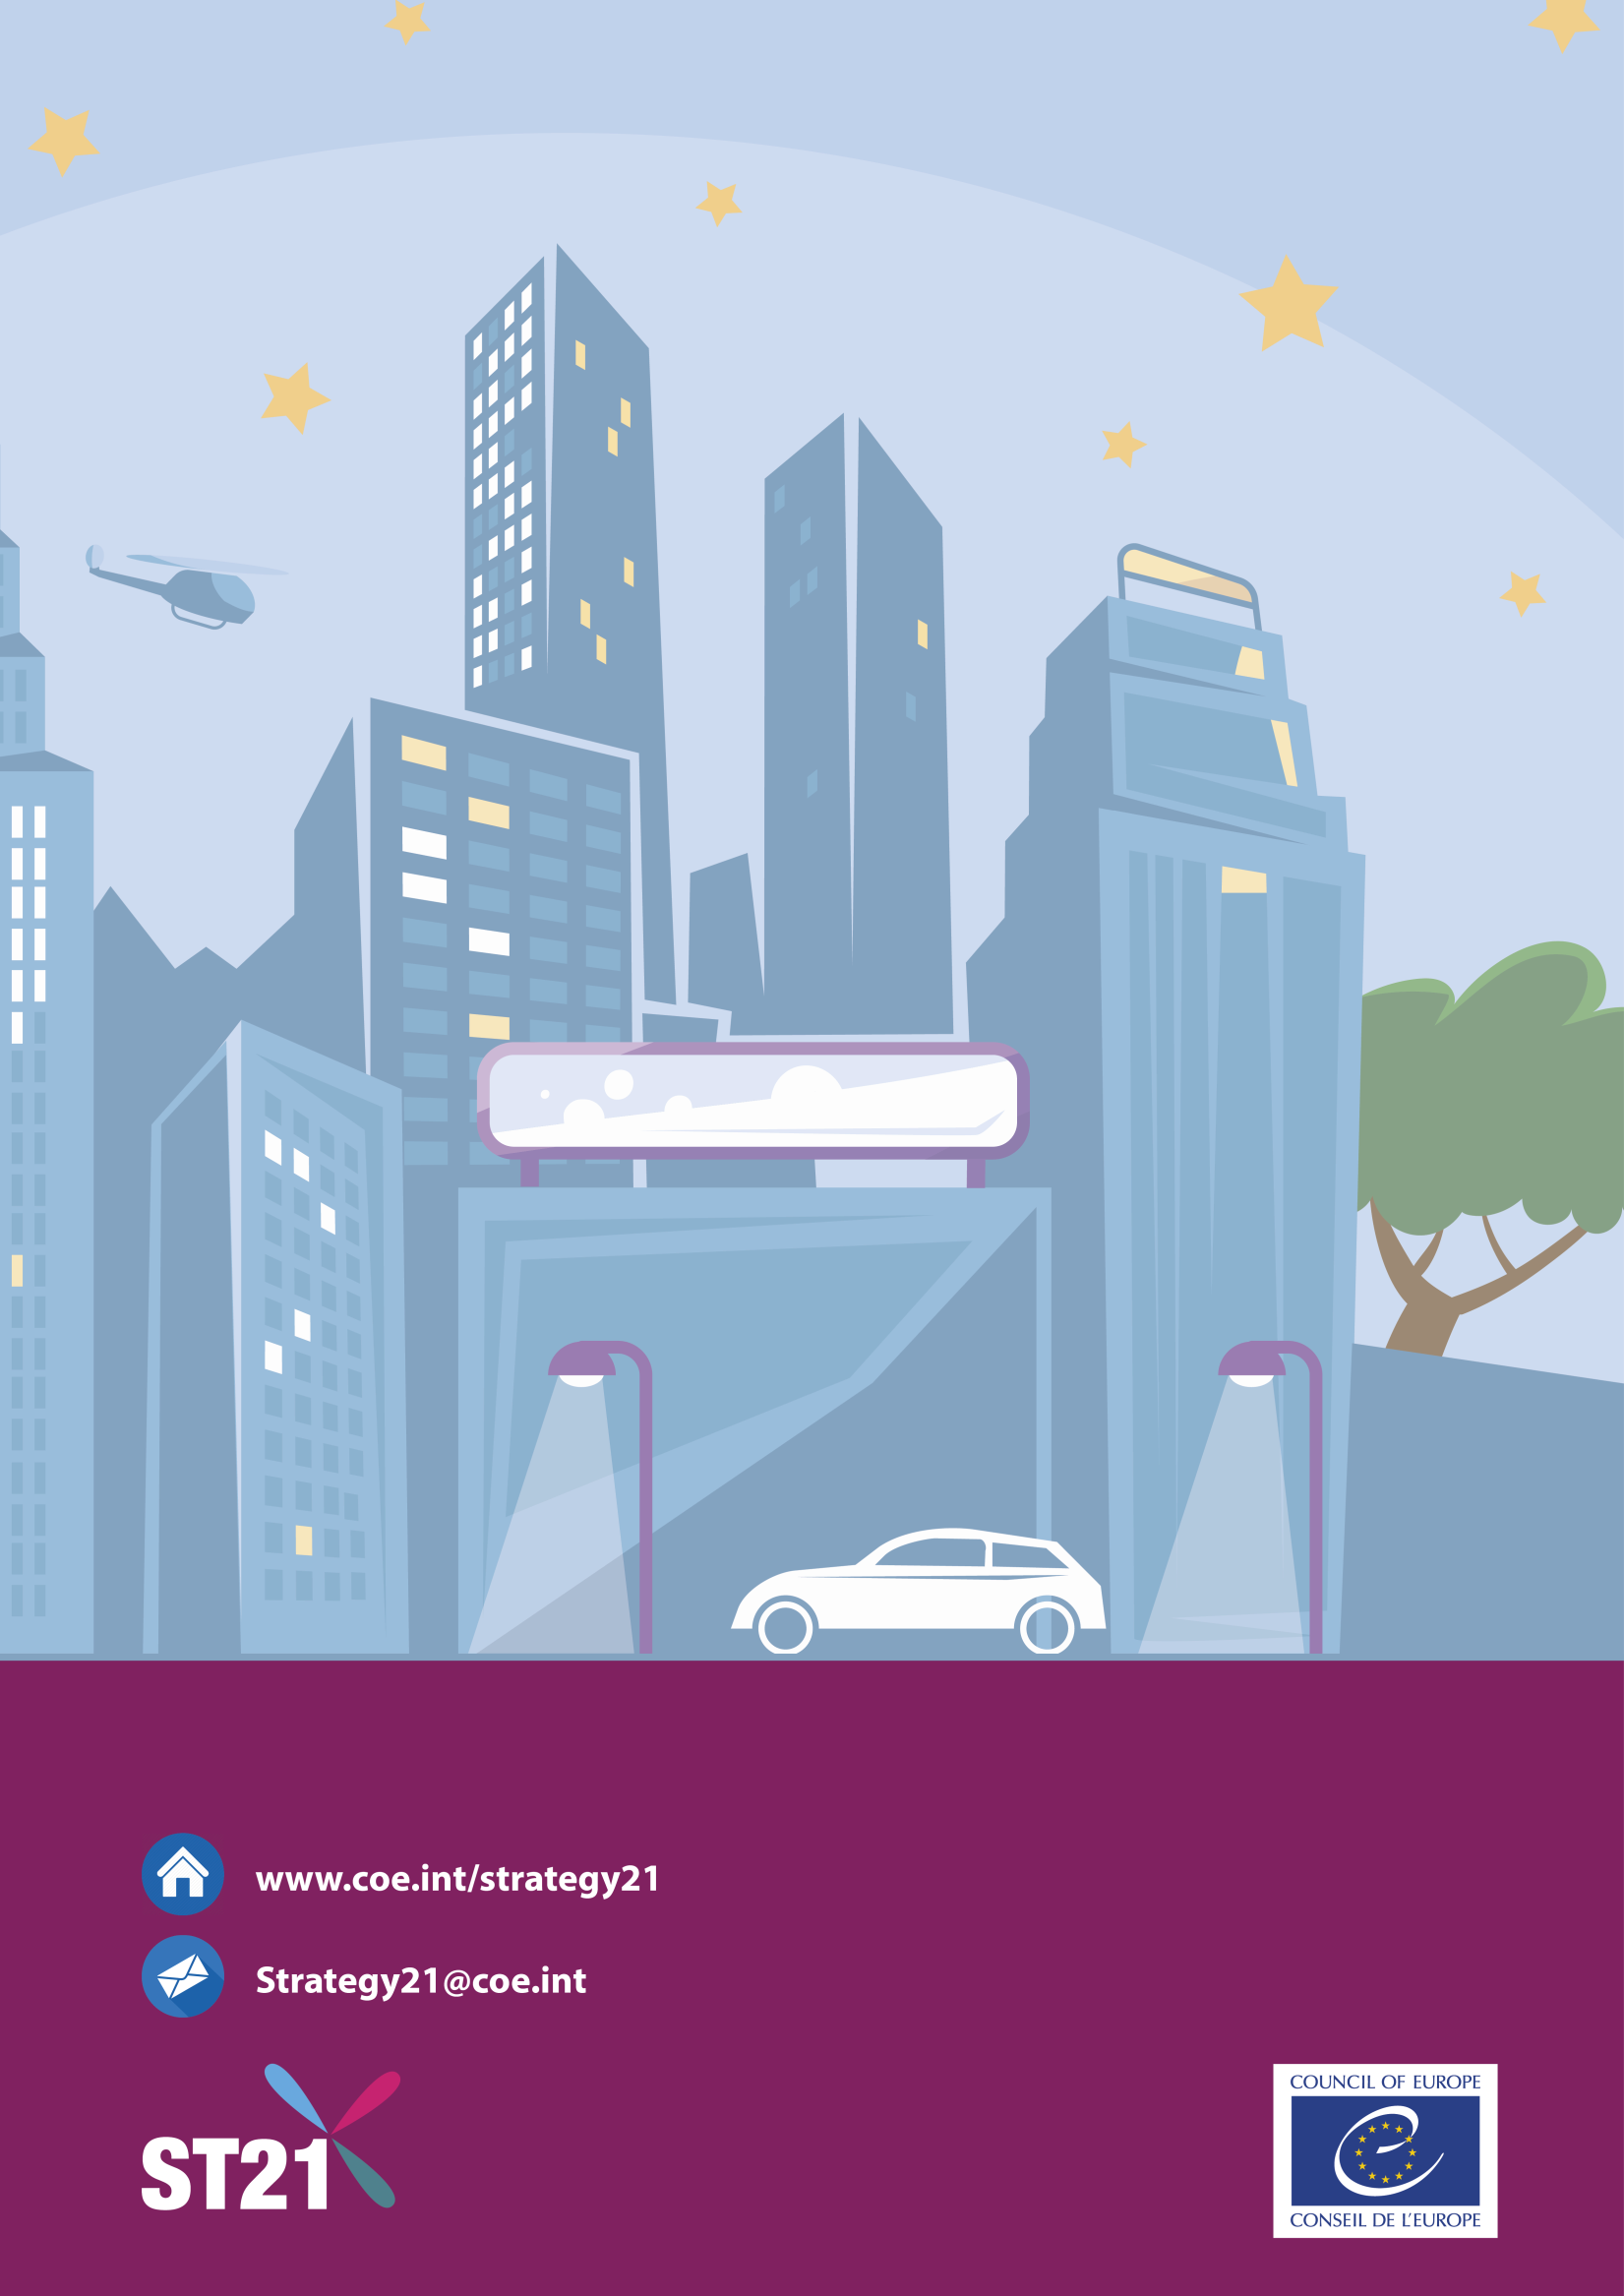 www.coe.int/strategy21
Strategy21@coe.int
ST21
COUNCIL OF EUROPE
CONSEIL DE L'EUROPE